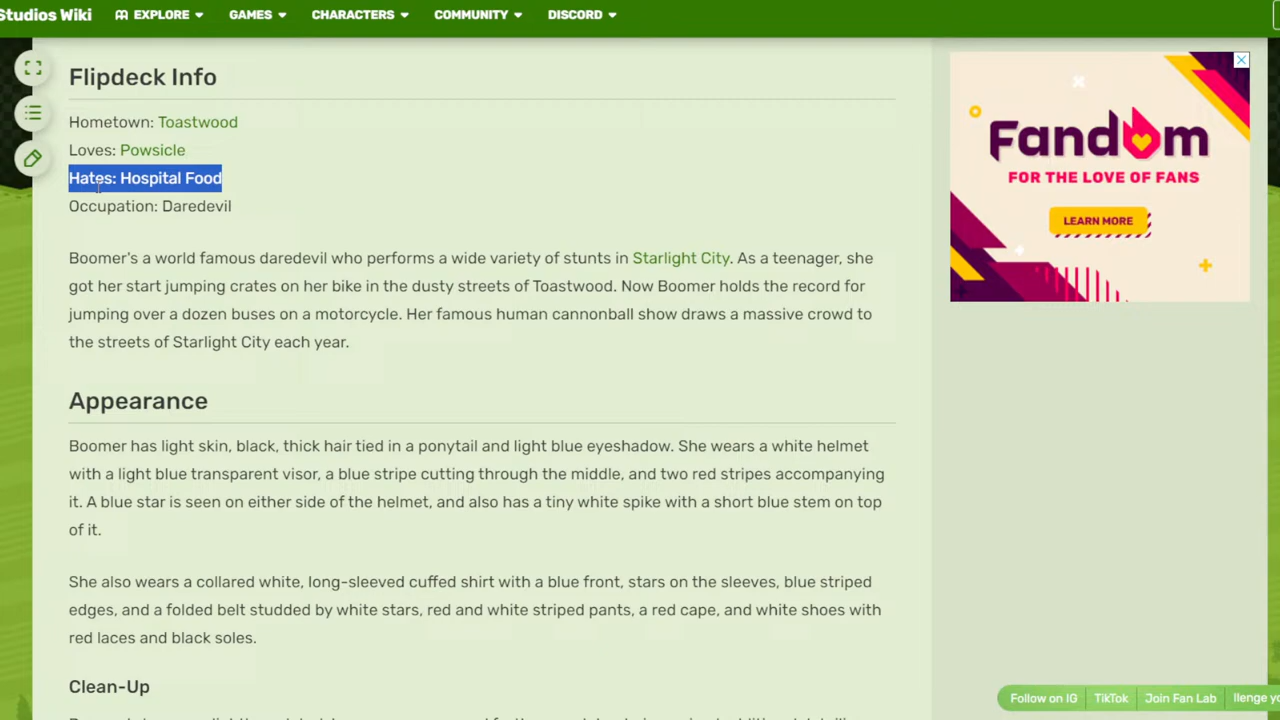 Studios Wiki EXPLORE GAMES CHARACTERS COMMUNITY DISCORD
Flipdeck Info
Hometown: Toastwood
Loves: Powsicle
Hates: Hospital Food
Occupation: Daredevil
Boomer's a world famous daredevil who performs a wide variety of stunts in Starlight City. As a teenager, she
got her start jumping crates on her bike in the dusty streets of Toastwood. Now Boomer holds the record for
jumping over a dozen buses on a motorcycle. Her famous human cannonball show draws a massive crowd to
the streets of Starlight City each year.
Appearance
Boomer has light skin, black, thick hair tied in a ponytail and light blue eyeshadow. She wears a white helmet
with a light blue transparent visor, a blue stripe cutting through the middle, and two red stripes accompanying
it. A blue star is seen on either side of the helmet, and also has a tiny white spike with a short blue stem on top
of it.
She also wears a collared white, long-sleeved cuffed shirt with a blue front, stars on the sleeves, blue striped
edges, and a folded belt studded by white stars, red and white striped pants, a red cape, and white shoes with
red laces and black soles.
Clean-Up
Fandom
FOR THE LOVE OF FANS
LEARN MORE
Follow on IG TikTok Join Fan Lab llenge yo